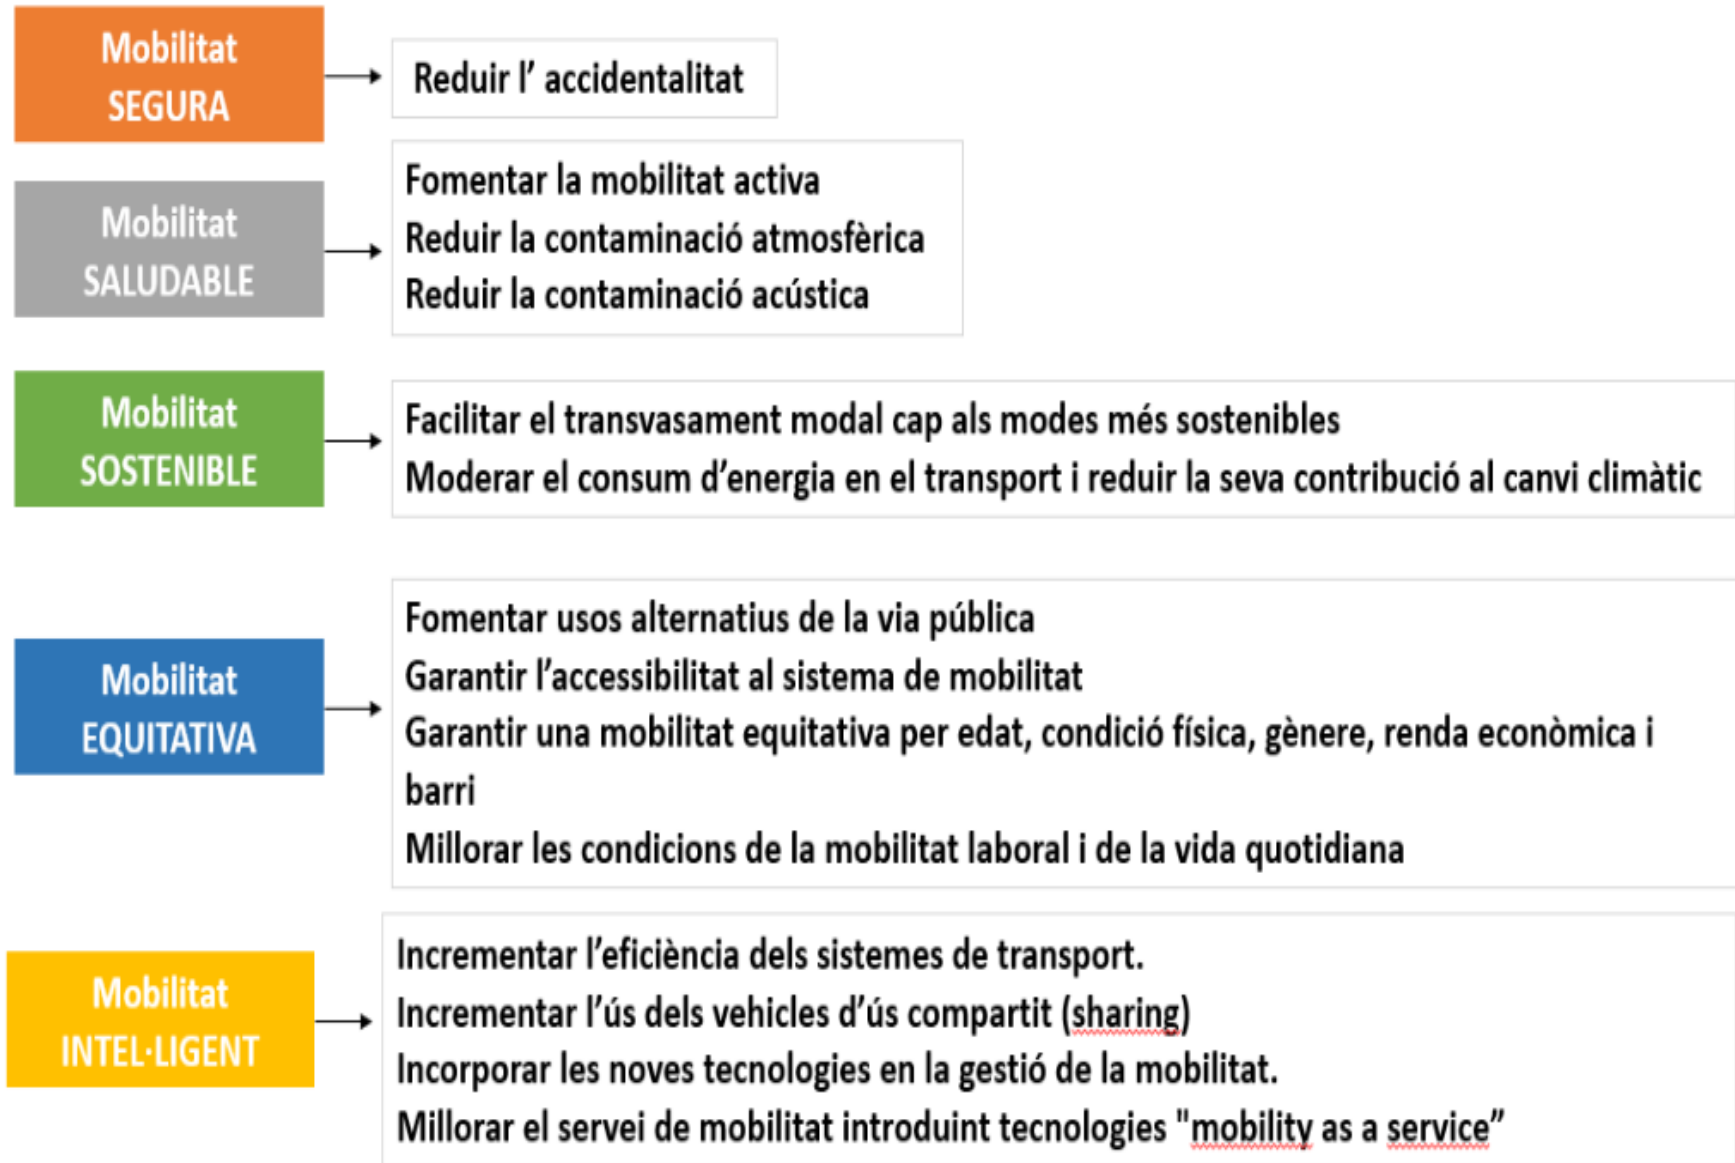 Mobilitat
SEGURA
Reduir l’ accidentalitat
Mobilitat
SALUDABLE
Fomentar la mobilitat activa
Reduir la contaminació atmosfèrica
Reduir la contaminació acústica
Mobilitat
SOSTENIBLE
Facilitar el transvasament modal cap als modes més sostenibles
Moderar el consum d’energia en el transport i reduir la seva contribució al canvi climàtic
Mobilitat
EQUITATIVA
Fomentar usos alternatius de la via pública
Garantir l’accessibilitat al sistema de mobilitat
Garantir una mobilitat equitativa per edat, condició física, gènere, renda econòmica i
barri
Millorar les condicions de la mobilitat laboral i de la vida quotidiana
Mobilitat
INTEL·LIGENT
Incrementar l’eficiència dels sistemes de transport.
Incrementar l’ús dels vehicles d’ús compartit (sharing)
Incorporar les noves tecnologies en la gestió de la mobilitat.
Millorar el servei de mobilitat introduint tecnologies "mobility as a service”